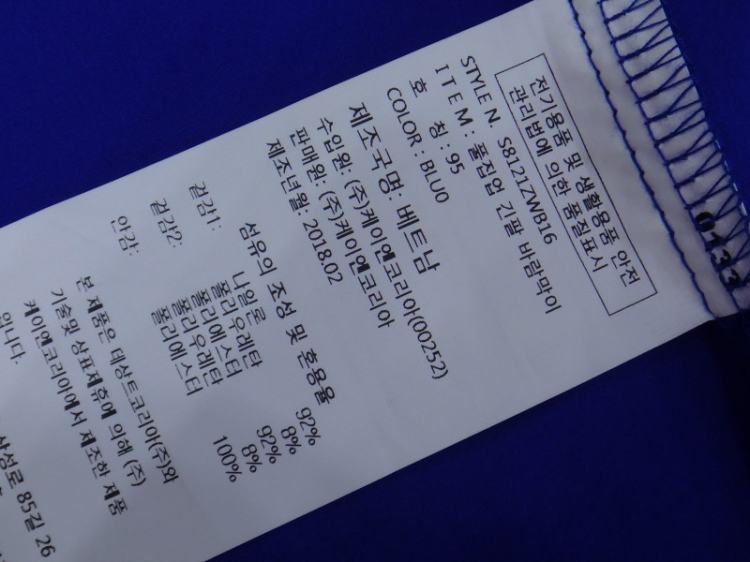 전기용품 및 생활용품 안전
관리법에 의한 품질표시
STYLE N. S8121ZWB16
ITEM : 풀집업 긴팔 바람막이
호 칭 : 95
COLOR : BLU0
제조국명: 베트남
수입원: (주)케이엔코리아(00252)
판매원: (주)케이엔코리아
제조년월: 2018.02
섬유의 조성 및 혼용율
겉감1: 나일론 92%
폴리우레탄 8%
겉감2: 폴리에스터 92%
폴리우레탄 8%
안감: 폴리에스터 100%
본 제품은 데상트코리아(주)와
기술및 상표제휴에 의해 (주)
케이엔코리아에서 제조한 제품
입니다.
삼성로 85길 26